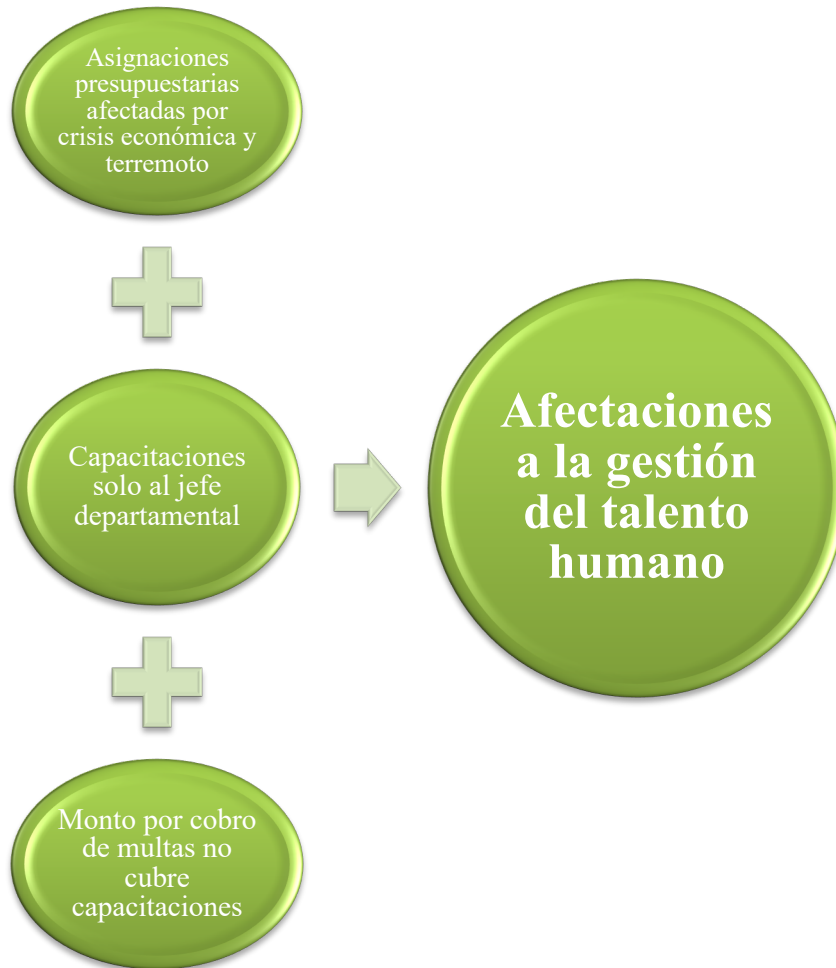 Asignaciones
presupuestarias
afectadas por
crisis económica y
terremoto
Capacitaciones
solo al jefe
departamental
Monto por cobro
de multas no
cubre
capacitaciones
Afectaciones
a la gestión
del talento
humano